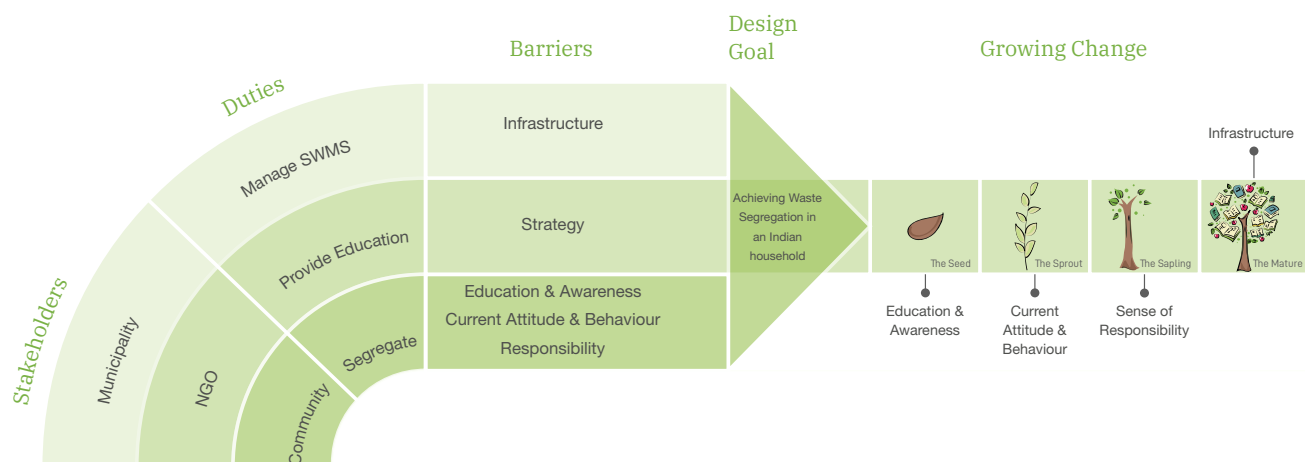 Stakeholders
Duties
Barriers
Design
Goal
Growing Change
Municipality
Manage SWMS
Infrastructure
NGO
Provide Education
Strategy
Community
Segregate
Education & Awareness
Current Attitude & Behaviour
Responsibility
Achieving Waste
Segregation in
an Indian
household
The Seed
The Sprout
The Sapling
The Mature
Education &
Awareness
Current
Attitude &
Behaviour
Sense of
Responsibility
Infrastructure